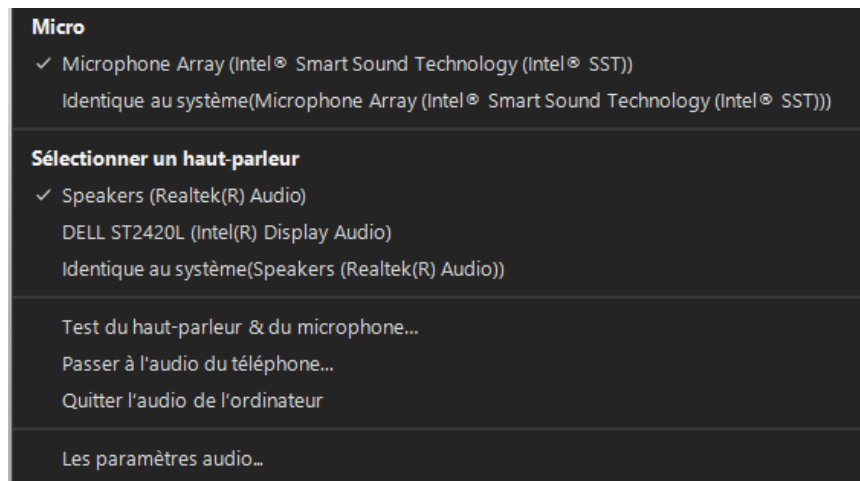 Micro
✓ Microphone Array (Intel® Smart Sound Technology (Intel® SST))
Identique au système(Microphone Array (Intel® Smart Sound Technology (Intel® SST)))
Sélectionner un haut-parleur
✓ Speakers (Realtek(R) Audio)
DELL ST2420L (Intel(R) Display Audio)
Identique au système(Speakers (Realtek(R) Audio))
Test du haut-parleur & du microphone...
Passer à l'audio du téléphone...
Quitter l'audio de l'ordinateur
Les paramètres audio...